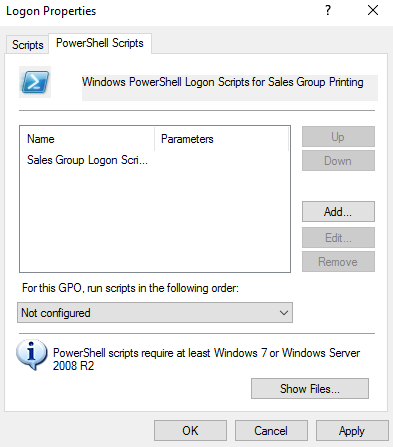 Logon Properties
? 
Scripts PowerShell Scripts
Windows PowerShell Logon Scripts for Sales Group Printing
Name Parameters
Sales Group Logon Scri...
Up
Down
Add...
Edit...
Remove
For this GPO, run scripts in the following order:
Not configured
PowerShell scripts require at least Windows 7 or Windows Server
2008 R2
Show Files...
OK Cancel Apply